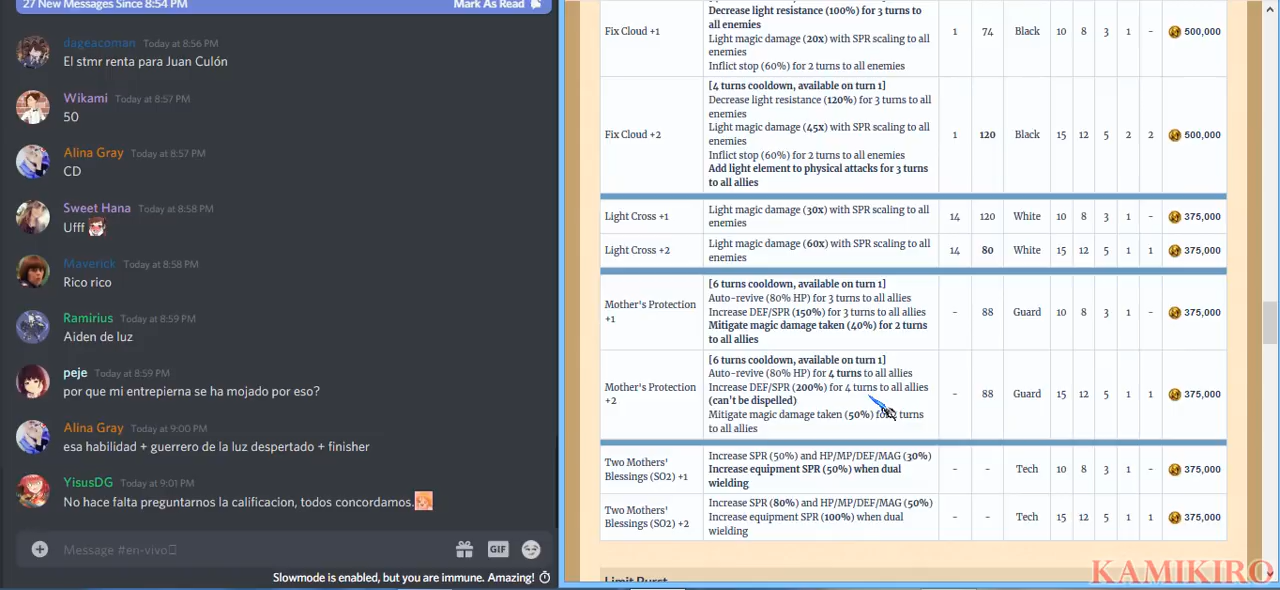 27 New Messages Since 8:54 PM
Mark As Read
dageacoman Today at 8:56 PM
El stmr renta para Juan Culón
Wikami Today at 8:57 PM
50
Alina Gray Today at 8:57 PM
CD
Sweet Hana Today at 8:58 PM
Ufff
Maverick Today at 8:58 PM
Rico rico
Ramirius Today at 8:59 PM
Aiden de luz
peje Today at 8:59 PM
por que mi entrepierna se ha mojado por eso?
Alina Gray Today at 9:00 PM
esa habilidad + guerrero de la luz despertado + finisher
YisusDG Today at 9:01 PM
No hace falta preguntarnos la calificacion, todos concordamos.
Message #en-vivo
GIF
Slowmode is enabled, but you are immune. Amazing!
Decrease light resistance (100%) for 3 turns to
all enemies
Fix Cloud +1
Light magic damage (20x) with SPR scaling to all
enemies
Inflict stop (60%) for 2 turns to all enemies
1 74 Black 10 8 3 1 - 500,000
[4 turns cooldown, available on turn 1]
Decrease light resistance (120%) for 3 turns to all
enemies
Fix Cloud +2
Light magic damage (45x) with SPR scaling to all
enemies
Inflict stop (60%) for 2 turns to all enemies
Add light element to physical attacks for 3 turns
to all allies
1 120 Black 15 12 5 2 2 500,000
Light Cross +1
Light magic damage (30x) with SPR scaling to all
enemies
14 120 White 10 8 3 1 - 375,000
Light Cross +2
Light magic damage (60x) with SPR scaling to all
enemies
14 80 White 15 12 5 1 1 375,000
Mother's Protection
+1
[6 turns cooldown, available on turn 1]
Auto-revive (80% HP) for 3 turns to all allies
Increase DEF/SPR (150%) for 3 turns to all allies
Mitigate magic damage taken (40%) for 2 turns
to all allies
- 88 Guard 10 8 3 1 - 375,000
Mother's Protection
+2
[6 turns cooldown, available on turn 1]
Auto-revive (80% HP) for 4 turns to all allies
Increase DEF/SPR (200%) for 4 turns to all allies
(can't be dispelled)
Mitigate magic damage taken (50%) for 2 turns
to all allies
- 88 Guard 15 12 5 1 1 375,000
Two Mothers'
Blessings (SO2) +1
Increase SPR (50%) and HP/MP/DEF/MAG (30%)
Increase equipment SPR (50%) when dual
wielding
- - Tech 10 8 3 1 - 375,000
Two Mothers'
Blessings (SO2) +2
Increase SPR (80%) and HP/MP/DEF/MAG (50%)
Increase equipment SPR (100%) when dual
wielding
- - Tech 15 12 5 1 1 375,000
Limit Burst
KAMIKIRO